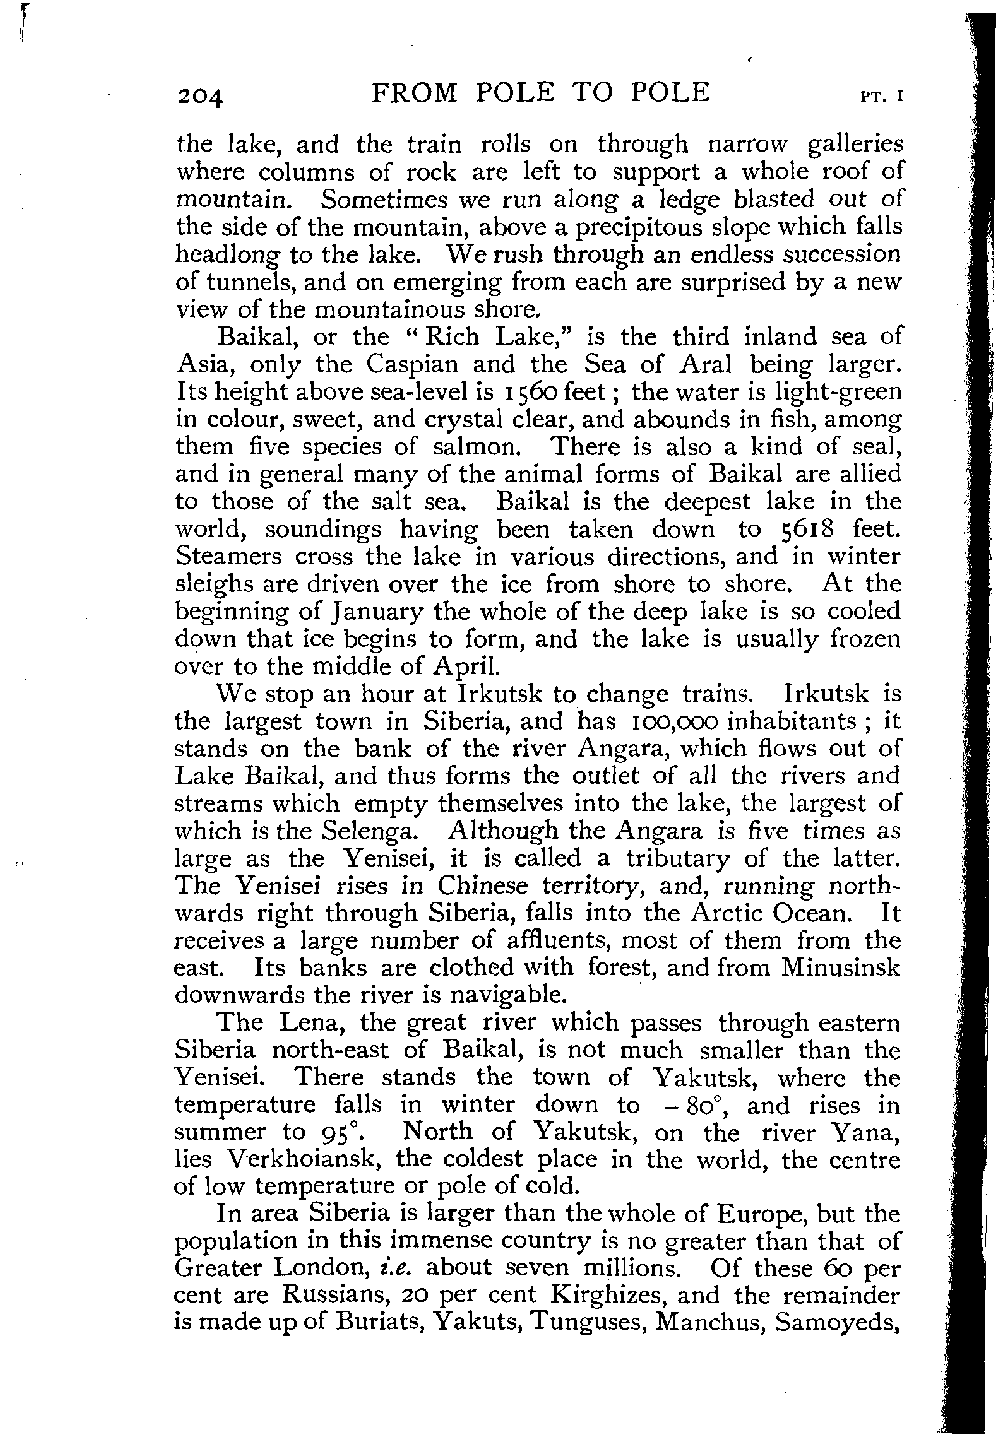 204 FROM POLE TO POLE PT. I
the lake, and the train rolls on through narrow galleries
where columns of rock are left to support a whole roof of
mountain. Sometimes we run along a ledge blasted out of
the side of the mountain, above a precipitous slope which falls
headlong to the lake. We rush through an endless succession
of tunnels, and on emerging from each are surprised by a new
view of the mountainous shore.
Baikal, or the “Rich Lake,” is the third inland sea of
Asia, only the Caspian and the Sea of Aral being larger.
Its height above sea-level is 1560 feet; the water is light-green
in colour, sweet, and crystal clear, and abounds in fish, among
them five species of salmon. There is also a kind of seal,
and in general many of the animal forms of Baikal are allied
to those of the salt sea. Baikal is the deepest lake in the
world, soundings having been taken down to 5618 feet.
Steamers cross the lake in various directions, and in winter
sleighs are driven over the ice from shore to shore. At the
beginning of January the whole of the deep lake is so cooled
down that ice begins to form, and the lake is usually frozen
over to the middle of April.
We stop an hour at Irkutsk to change trains. Irkutsk is
the largest town in Siberia, and has 100,000 inhabitants; it
stands on the bank of the river Angara, which flows out of
Lake Baikal, and thus forms the outlet of all the rivers and
streams which empty themselves into the lake, the largest of
which is the Selenga. Although the Angara is five times as
large as the Yenisei, it is called a tributary of the latter.
The Yenisei rises in Chinese territory, and, running north-
wards right through Siberia, falls into the Arctic Ocean. It
receives a large number of affluents, most of them from the
east. Its banks are clothed with forest, and from Minusinsk
downwards the river is navigable.
The Lena, the great river which passes through eastern
Siberia north-east of Baikal, is not much smaller than the
Yenisei. There stands the town of Yakutsk, where the
temperature falls in winter down to −80°, and rises in
summer to 95°. North of Yakutsk, on the river Yana,
lies Verkhoiansk, the coldest place in the world, the centre
of low temperature or pole of cold.
In area Siberia is larger than the whole of Europe, but the
population in this immense country is no greater than that of
Greater London, i.e. about seven millions. Of these 60 per
cent are Russians, 20 per cent Kirghizes, and the remainder
is made up of Buriats, Yakuts, Tunguses, Manchus, Samoyeds,